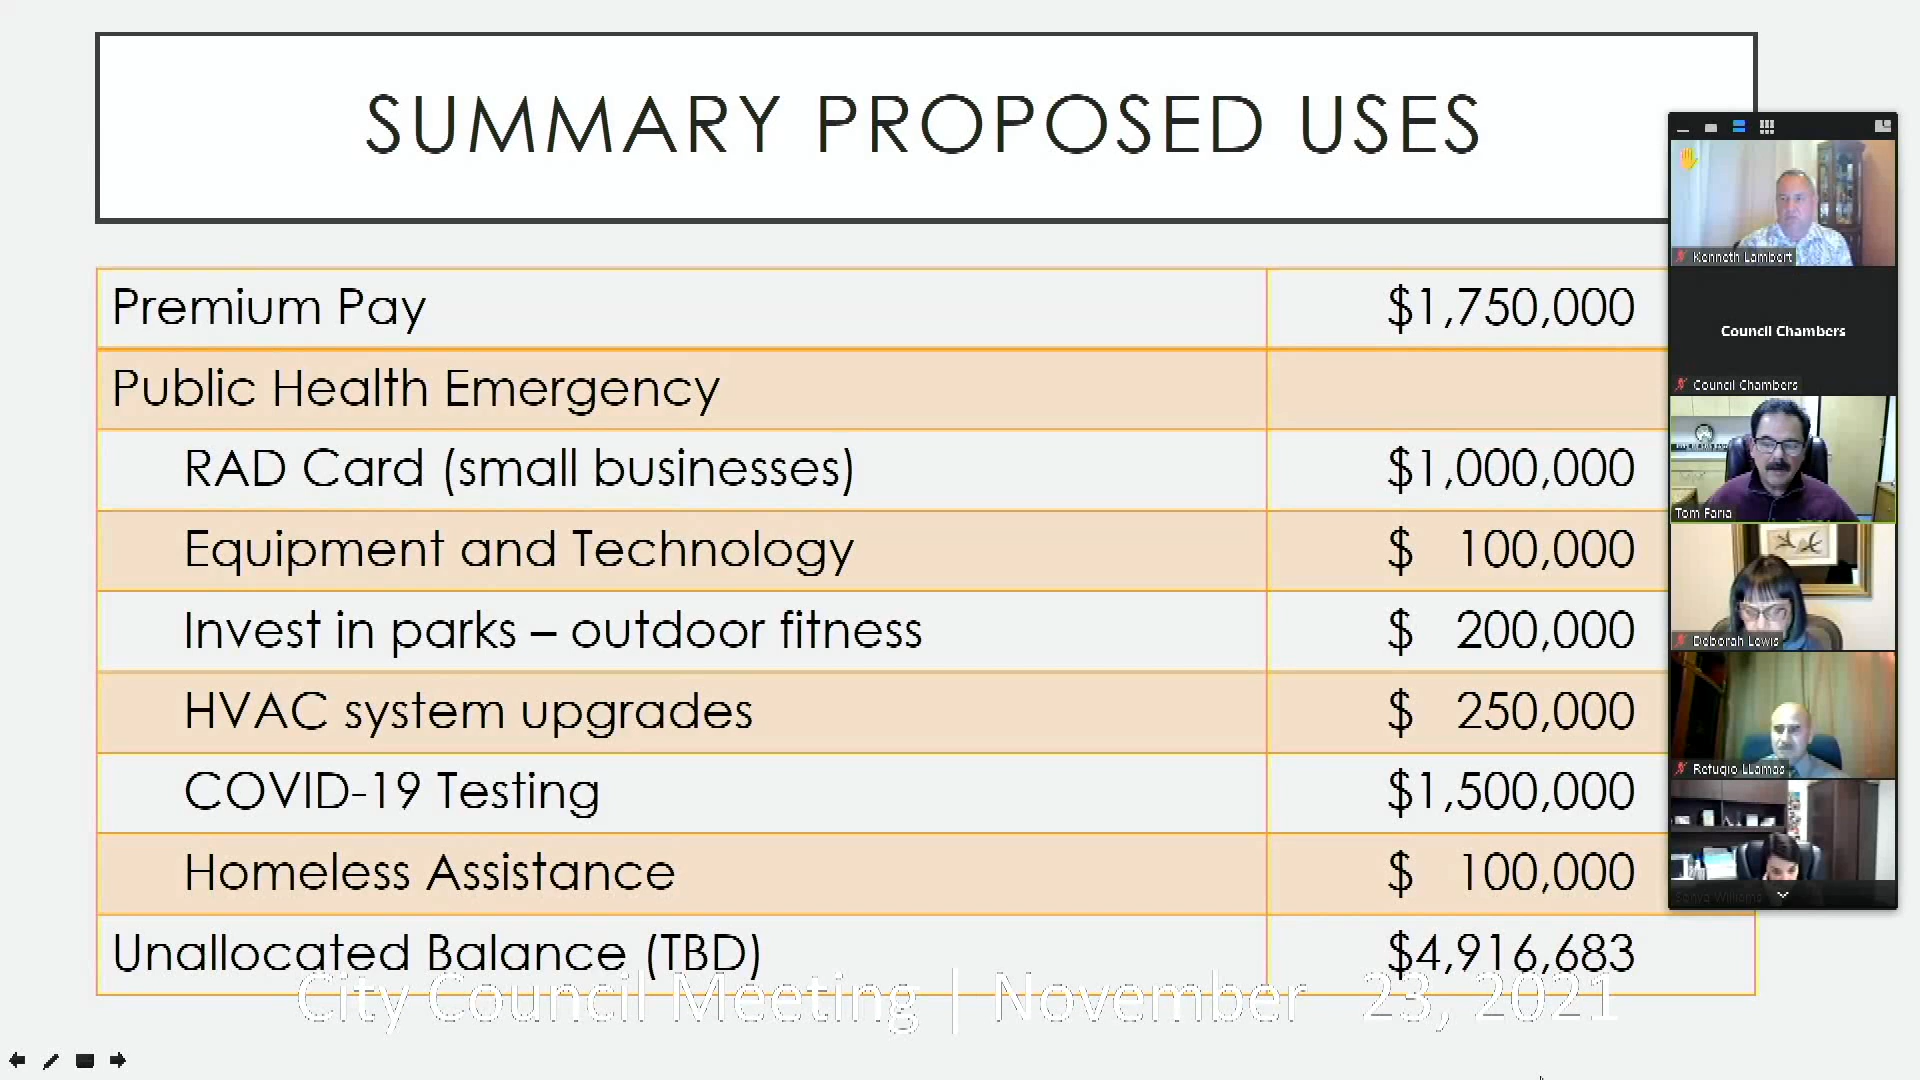 SUMMARY PROPOSED USES
Premium Pay $1,750,000
Public Health Emergency
RAD Card (small businesses) $1,000,000
Equipment and Technology $ 100,000
Invest in parks – outdoor fitness $ 200,000
HVAC system upgrades $ 250,000
COVID-19 Testing $1,500,000
Homeless Assistance $ 100,000
Unallocated Balance (TBD) $4,916,683
City Council Meeting | November 23, 2021
Kenneth Lambert
Council Chambers
Council Chambers
Tom Faria
Deborah Lewis
Refugio LLamas
Sonya Williams